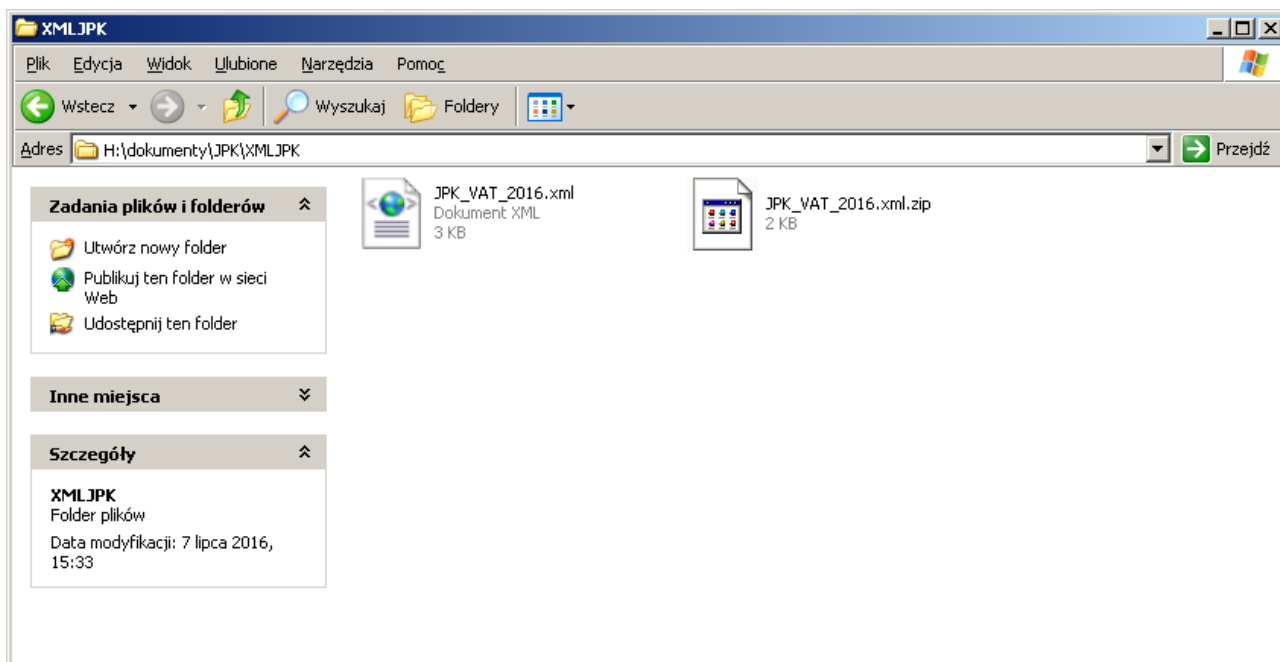 XMLJPK
Plik Edycja Widok Ulubione Narzędzia Pomoc
Wstecz Wyszukaj Foldery
Adres H:\dokumenty\JPK\XMLJPK Przejdź
Zadania plików i folderów
Utwórz nowy folder
Publikuj ten folder w sieci
Web
Udostępnij ten folder
Inne miejsca
Szczegóły
XMLJPK
Folder plików
Data modyfikacji: 7 lipca 2016,
15:33
JPK_VAT_2016.xml
Dokument XML
3 KB
JPK_VAT_2016.xml.zip
2 KB